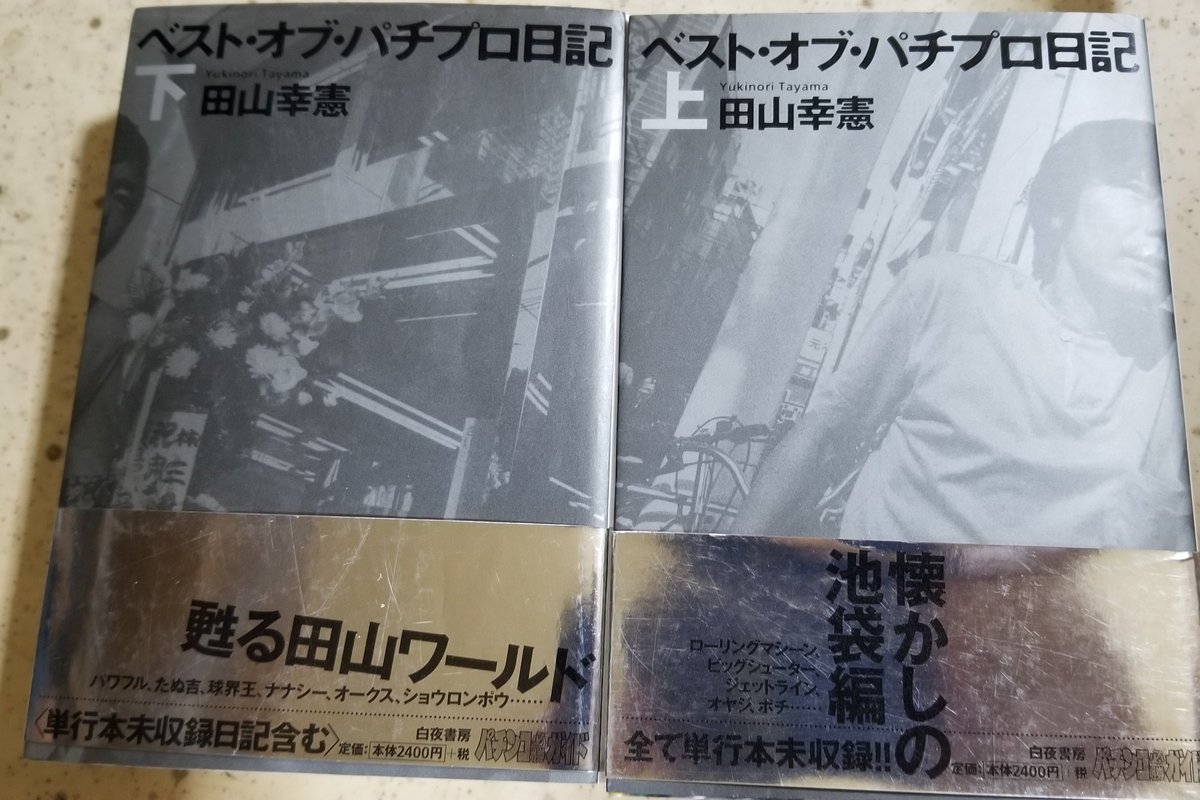 ベスト・オブ・パチプロ日記
下
Yukinori Tayama
田山幸憲
甦る田山ワールド
パワフル、たぬ吉、球界王、ナナシー、オークス、ショウロンポウ……
〈単行本未収録日記含む〉
白夜書房
定価:本体2400円+税
パチンコ必勝ガイド
ベスト・オブ・パチプロ日記
上
Yukinori Tayama
田山幸憲
懐かしの
池袋編
ローリングマシーン、
ビッグシューター、
ジェットライン、
オヤジ、ポチ……
全て単行本未収録!!
白夜書房
定価:本体2400円+税
パチンコ必勝ガイド